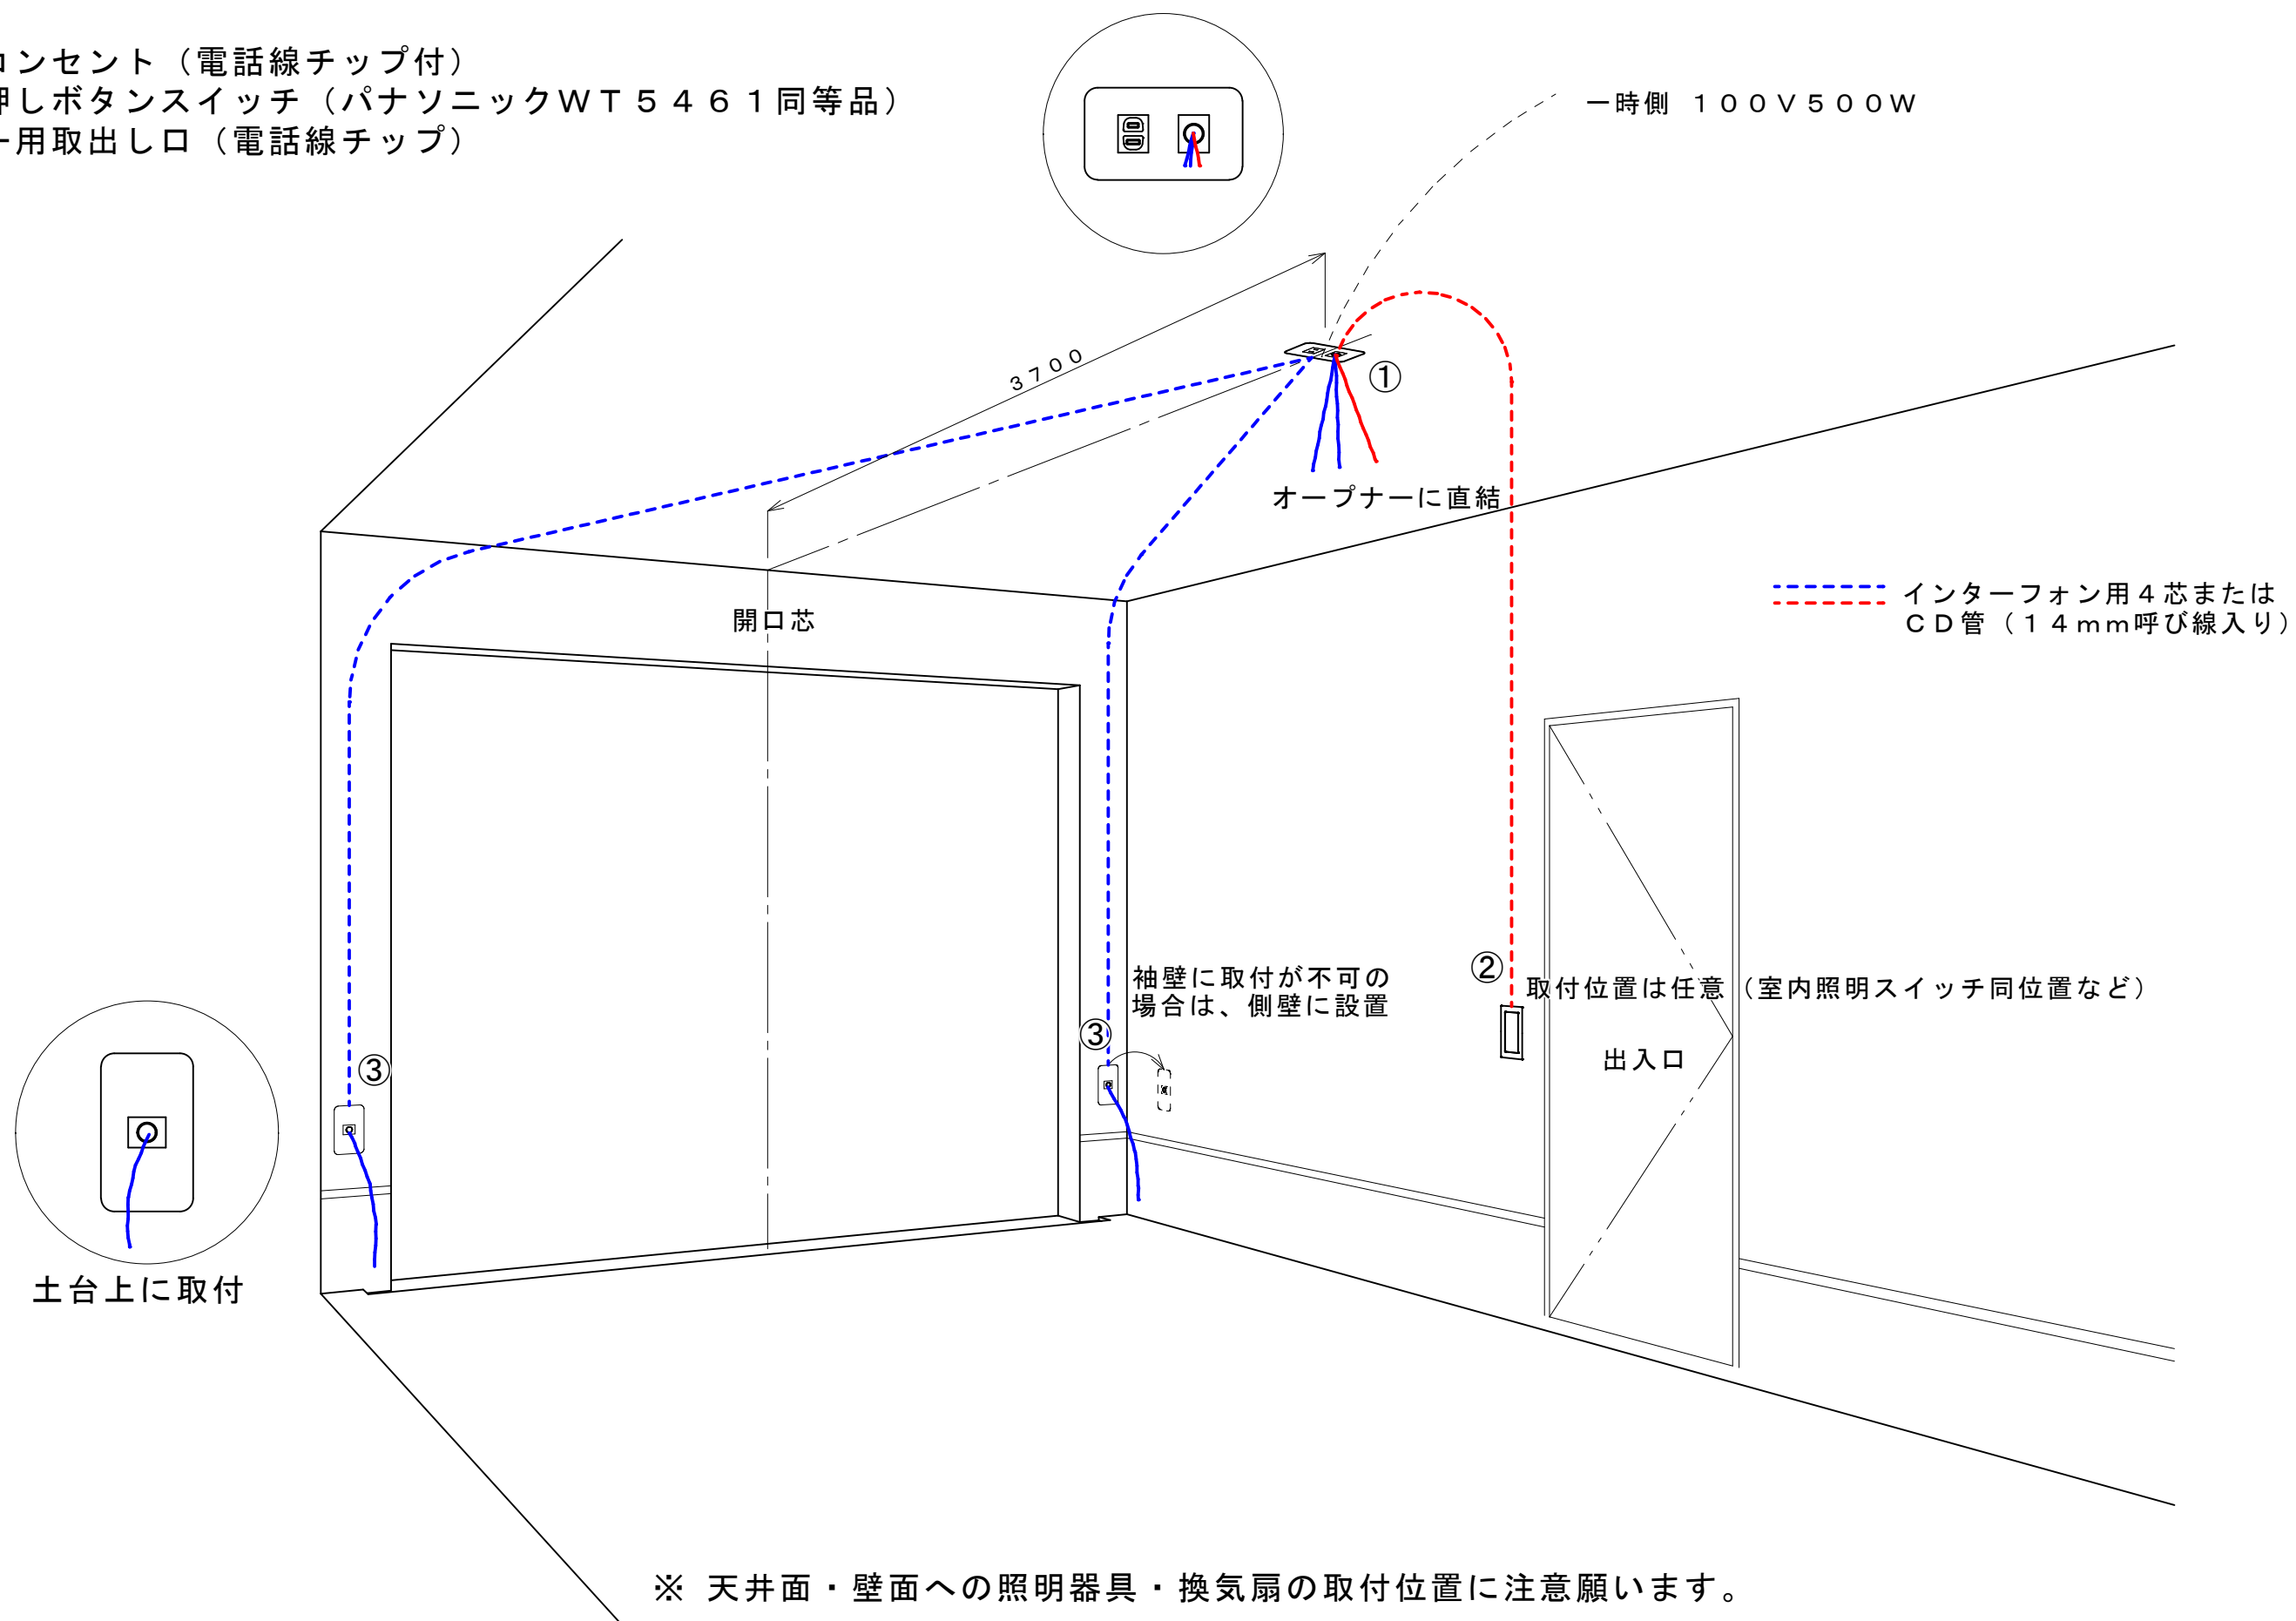 コンセント（電話線チップ付）
押しボタンスイッチ（パナソニックＷＴ５４６１同等品）
ー用取出し口（電話線チップ）
一時側 １００Ｖ５００Ｗ
３７００
①
オープナーに直結
インターフォン用４芯または
ＣＤ管（１４ｍｍ呼び線入り）
開口芯
②
取付位置は任意（室内照明スイッチ同位置など）
袖壁に取付が不可の
場合は、側壁に設置
③
③
出入口
土台上に取付
※ 天井面・壁面への照明器具・換気扇の取付位置に注意願います。